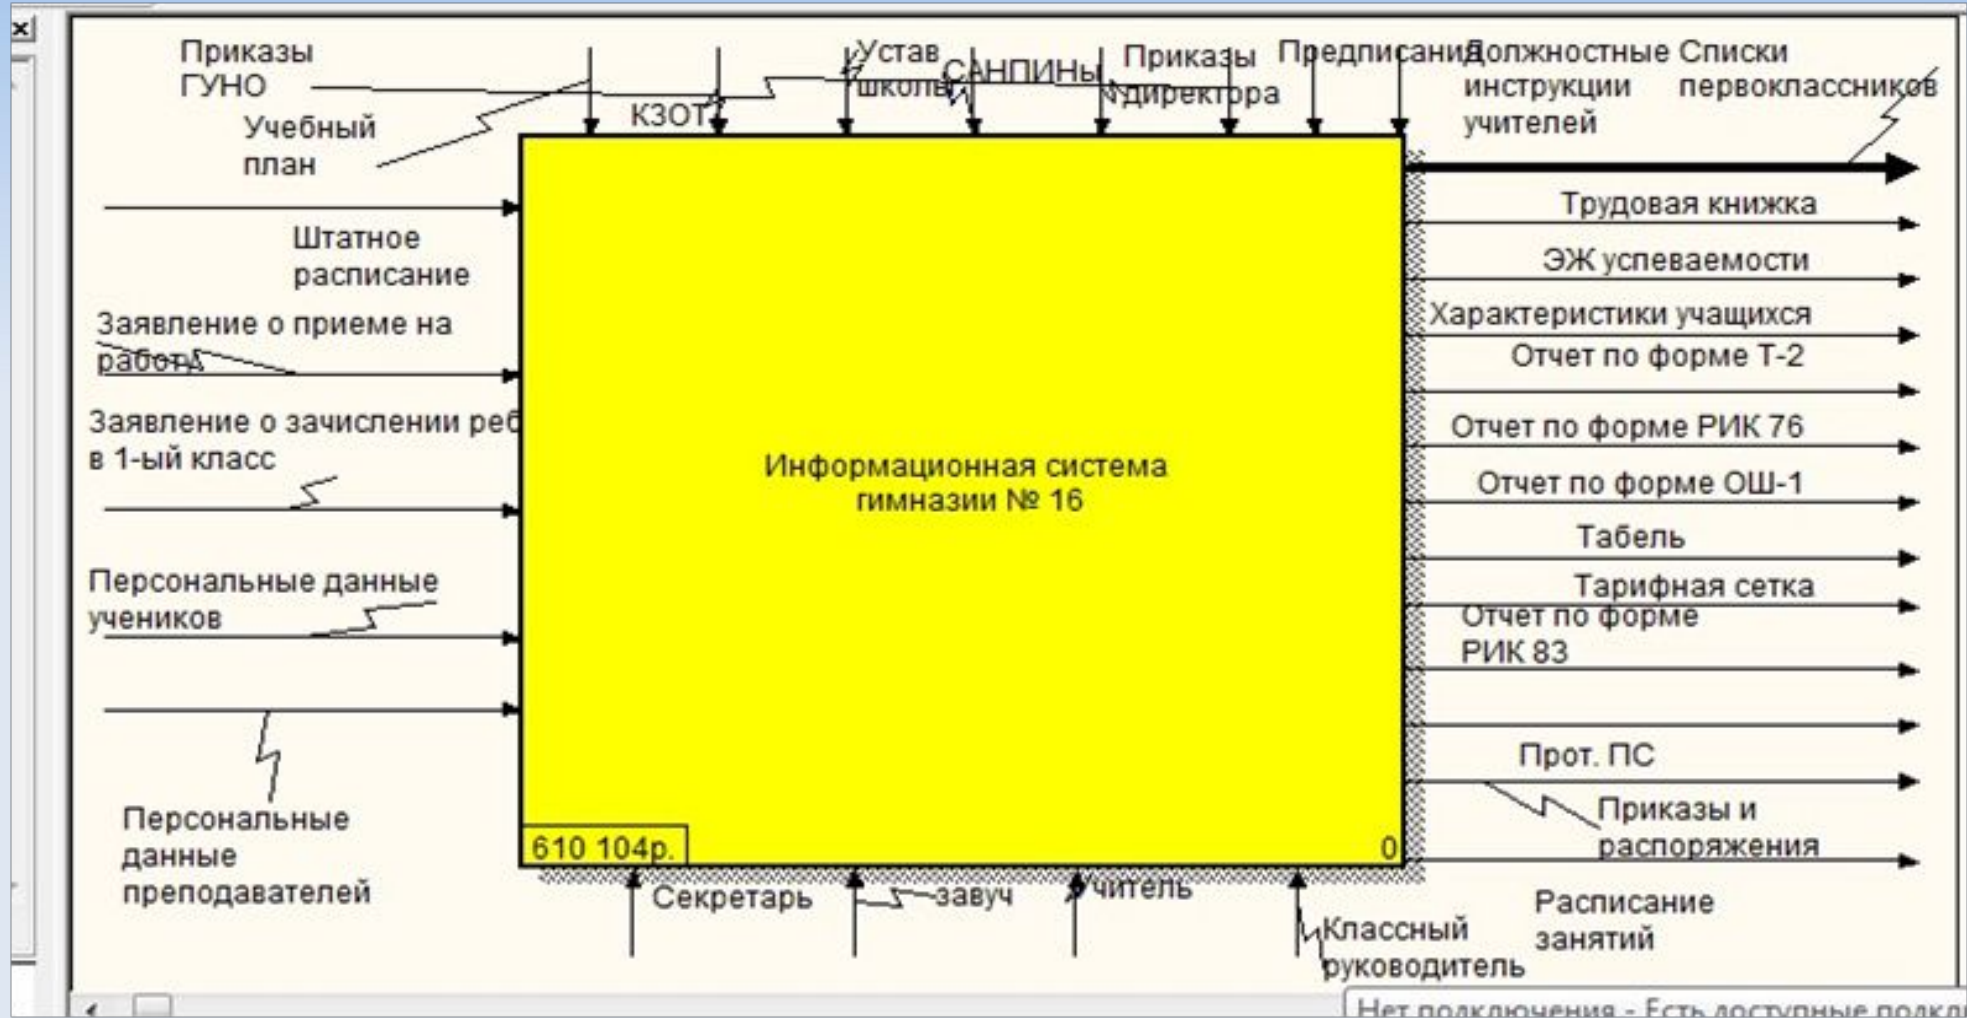 Приказы
ГУНО
Учебный
план
КЗОТ
Устав
школы
САНПИНы
Приказы
директора
Предписания
Должностные
инструкции
учителей
Списки
первоклассников
Штатное
расписание
Заявление о приеме на
работу
Заявление о зачислении реб
в 1-ый класс
Персональные данные
учеников
Персональные
данные
преподавателей
Информационная система
гимназии № 16
610 104р.
0
Трудовая книжка
ЭЖ успеваемости
Характеристики учащихся
Отчет по форме Т-2
Отчет по форме РИК 76
Отчет по форме ОШ-1
Табель
Тарифная сетка
Отчет по форме
РИК 83
Прот. ПС
Приказы и
распоряжения
Расписание
занятий
Секретарь
завуч
Учитель
Классный
руководитель
Нет подключения - Есть доступные